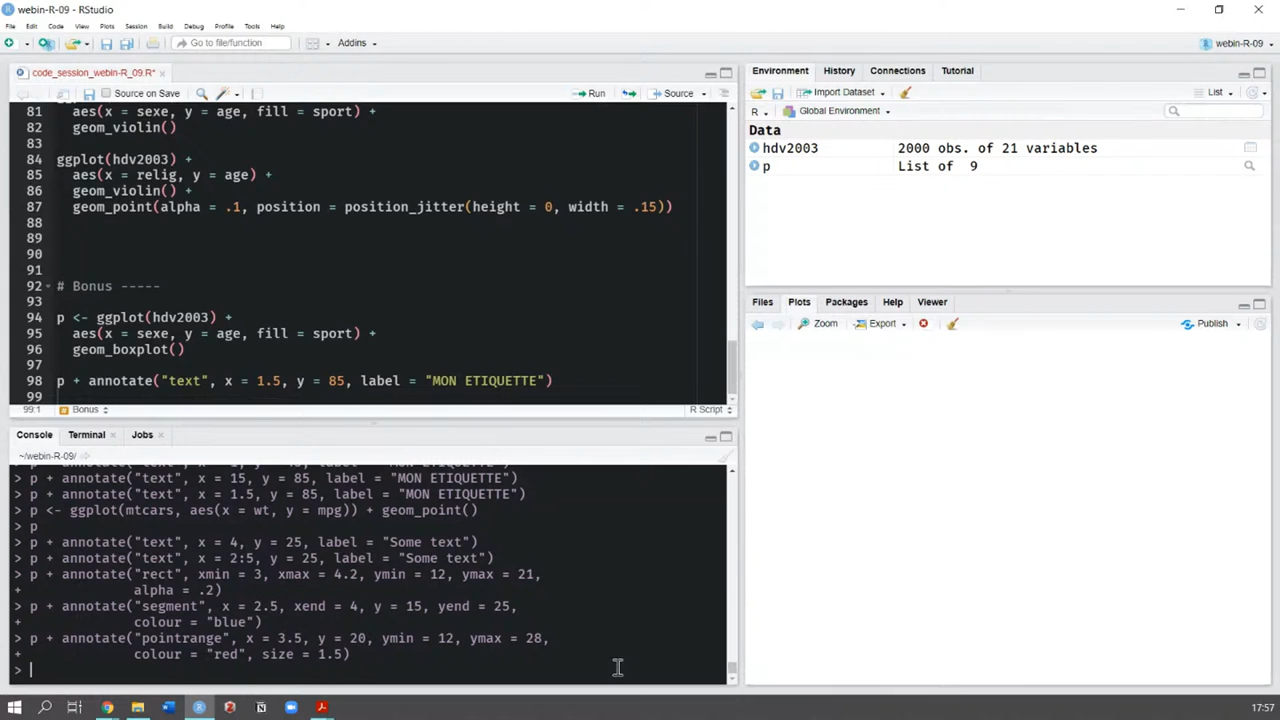 webin-R-09 - RStudio
File Edit Code View Plots Session Build Debug Profile Tools Help
Go to file/function Addins webin-R-09
code_session_webin-R_09.R*
Source on Save Run Source
81 aes(x = sexe, y = age, fill = sport) +
82 geom_violin()
83
84 ggplot(hdv2003) +
85 aes(x = relig, y = age) +
86 geom_violin() +
87 geom_point(alpha = .1, position = position_jitter(height = 0, width = .15))
88
89
90
91
92 # Bonus -----
93
94 p <- ggplot(hdv2003) +
95 aes(x = sexe, y = age, fill = sport) +
96 geom_boxplot()
97
98 p + annotate("text", x = 1.5, y = 85, label = "MON ETIQUETTE")
99
99:1 Bonus R Script
Console Terminal Jobs
~/webin-R-09/
> p + annotate("text", x = 15, y = 85, label = "MON ETIQUETTE")
> p + annotate("text", x = 1.5, y = 85, label = "MON ETIQUETTE")
> p <- ggplot(mtcars, aes(x = wt, y = mpg)) + geom_point()
> p
> p + annotate("text", x = 4, y = 25, label = "Some text")
> p + annotate("text", x = 2:5, y = 25, label = "Some text")
> p + annotate("rect", xmin = 3, xmax = 4.2, ymin = 12, ymax = 21,
+ alpha = .2)
> p + annotate("segment", x = 2.5, xend = 4, y = 15, yend = 25,
+ colour = "blue")
> p + annotate("pointrange", x = 3.5, y = 20, ymin = 12, ymax = 28,
+ colour = "red", size = 1.5)
>
Environment History Connections Tutorial
Import Dataset List
R Global Environment
Data
hdv2003 2000 obs. of 21 variables
p List of 9
Files Plots Packages Help Viewer
Zoom Export Publish
17:57